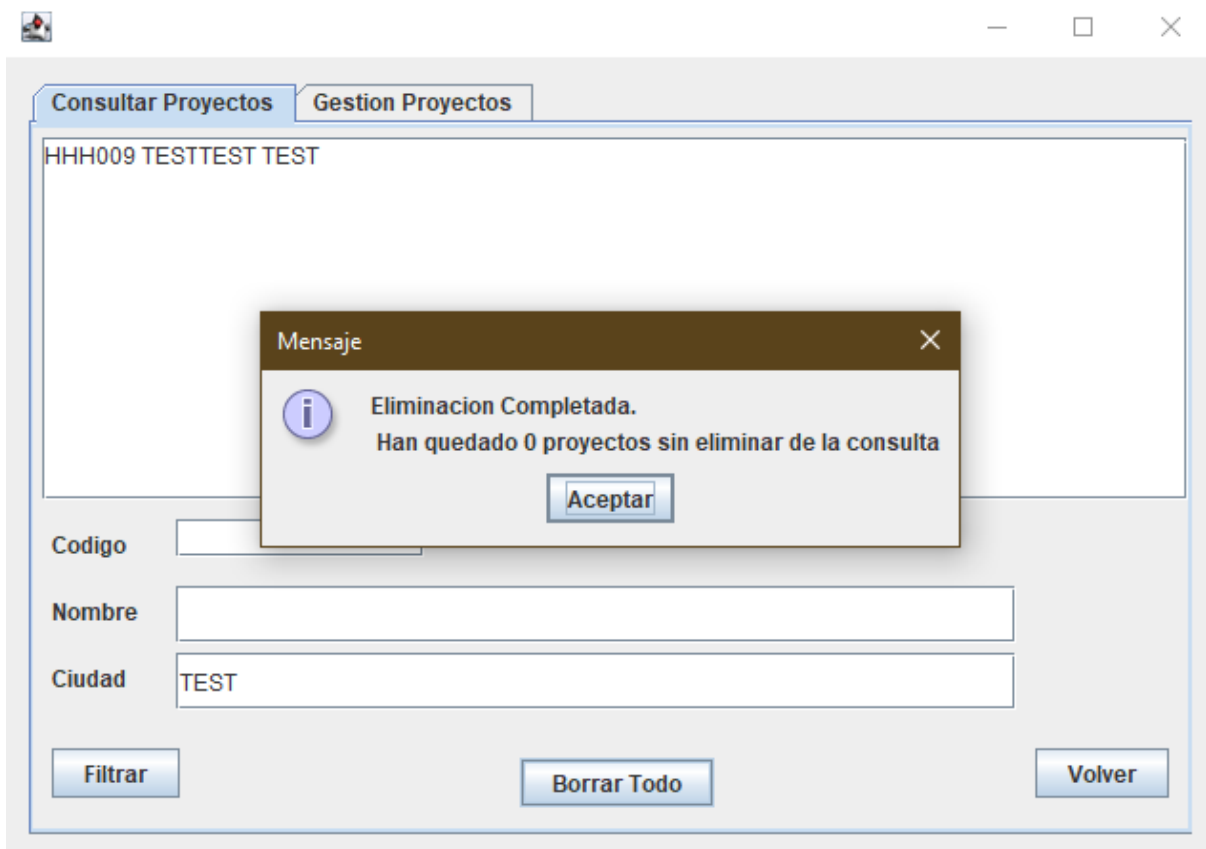 Consultar Proyectos
Gestion Proyectos
HHH009 TESTTEST TEST
Mensaje
Eliminacion Completada.
Han quedado 0 proyectos sin eliminar de la consulta
Aceptar
Codigo
Nombre
Ciudad
TEST
Filtrar
Borrar Todo
Volver